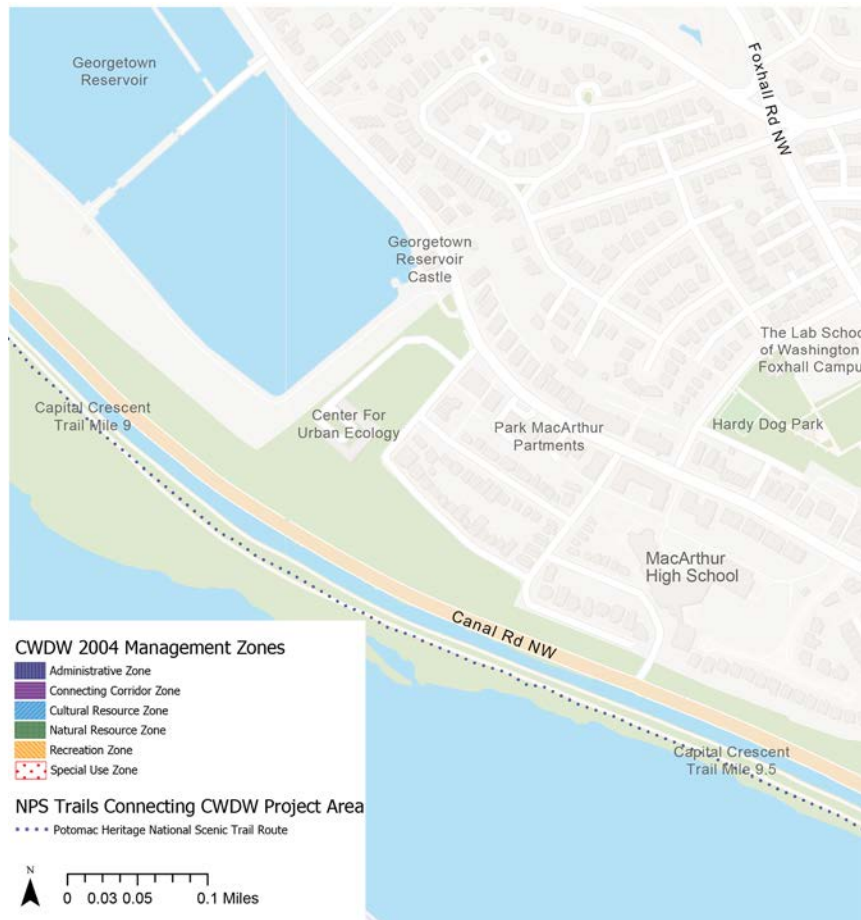 Georgetown
Reservoir
Foxhall Rd NW
Georgetown
Reservoir
Castle
The Lab Schoo
of Washington
Foxhall Campu
Capital Crescent
Trail Mile 9
Center For
Urban Ecology
Park MacArthur
Partments
Hardy Dog Park
MacArthur
High School
Canal Rd NW
Capital Crescent
Trail Mile 9.5
CWDW 2004 Management Zones
Administrative Zone
Connecting Corridor Zone
Cultural Resource Zone
Natural Resource Zone
Recreation Zone
Special Use Zone
NPS Trails Connecting CWDW Project Area
Potomac Heritage National Scenic Trail Route
N
0 0.03 0.05 0.1 Miles